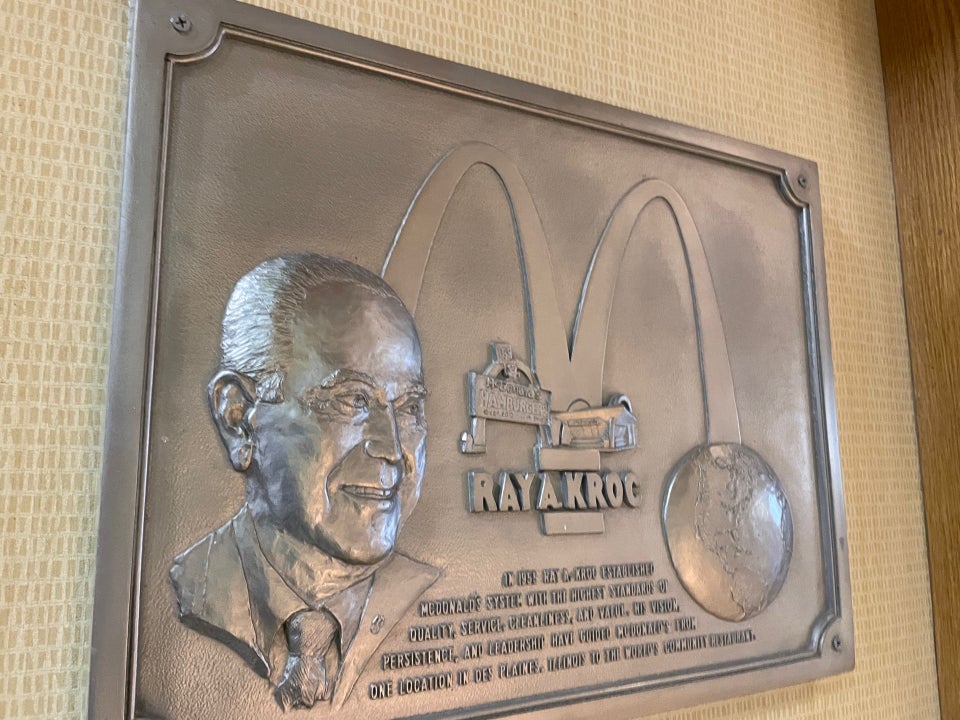 McDONALD'S
HAMBURGERS
RAY A. KROC
IN 1955 RAY A. KROC ESTABLISHED
MCDONALD'S SYSTEM WITH THE HIGHEST STANDARDS OF
QUALITY, SERVICE, CLEANLINESS, AND VALUE. HIS VISION,
PERSISTENCE, AND LEADERSHIP HAVE GUIDED MCDONALD'S FROM
ONE LOCATION IN DES PLAINES, ILLINOIS TO THE WORLD'S COMMUNITY RESTAURANT.